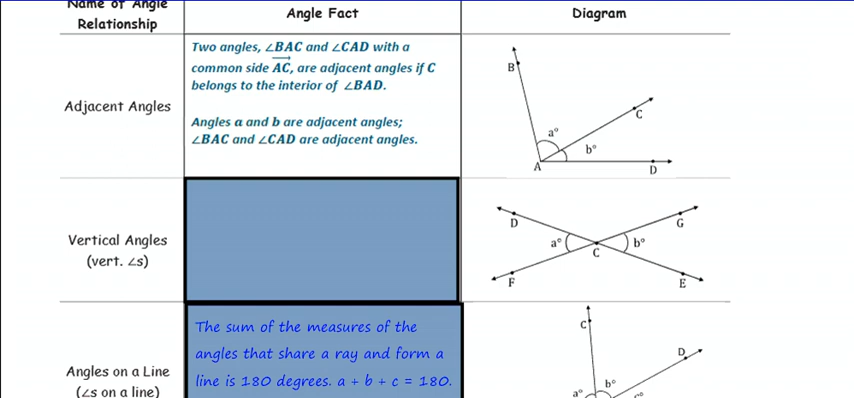 Name of Angle
Relationship
Angle Fact
Diagram
Adjacent Angles
Two angles, ∠BAC and ∠CAD with a
common side AC, are adjacent angles if C
belongs to the interior of ∠BAD.
Angles a and b are adjacent angles;
∠BAC and ∠CAD are adjacent angles.
B
C
a°
b°
A
D
Vertical Angles
(vert. ∠s)
D
G
a°
b°
C
F
E
Angles on a Line
(∠s on a line)
The sum of the measures of the
angles that share a ray and form a
line is 180 degrees. a + b + c = 180.
C
D
b°
a°
c°